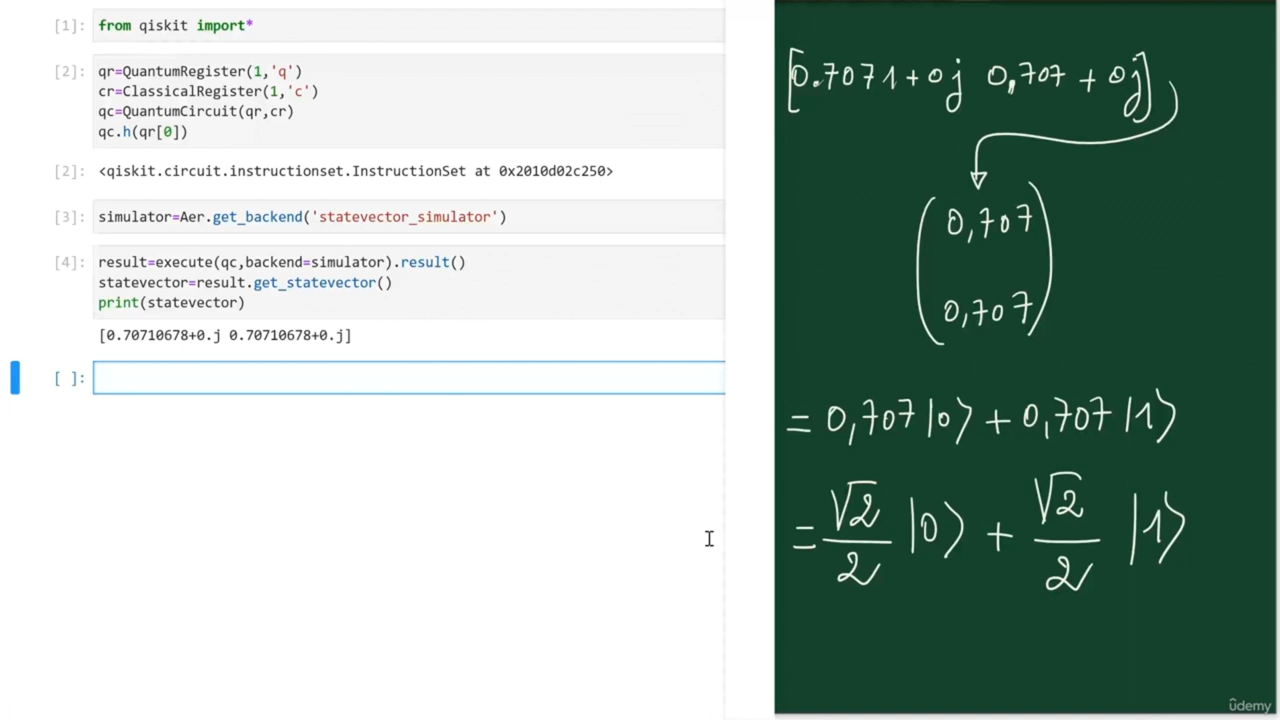 [1]: from qiskit import*
[2]: qr=QuantumRegister(1,'q')
cr=ClassicalRegister(1,'c')
qc=QuantumCircuit(qr,cr)
qc.h(qr[0])
[2]: <qiskit.circuit.instructionset.InstructionSet at 0x2010d02c250>
[3]: simulator=Aer.get_backend('statevector_simulator')
[4]: result=execute(qc,backend=simulator).result()
statevector=result.get_statevector()
print(statevector)
[0.70710678+0.j 0.70710678+0.j]
[ ]:
[0.7071+0j 0,707+0j]
(0,707
0,707)
= 0,707|0⟩ + 0,707|1⟩
= √2/2 |0⟩ + √2/2 |1⟩
ûdemy